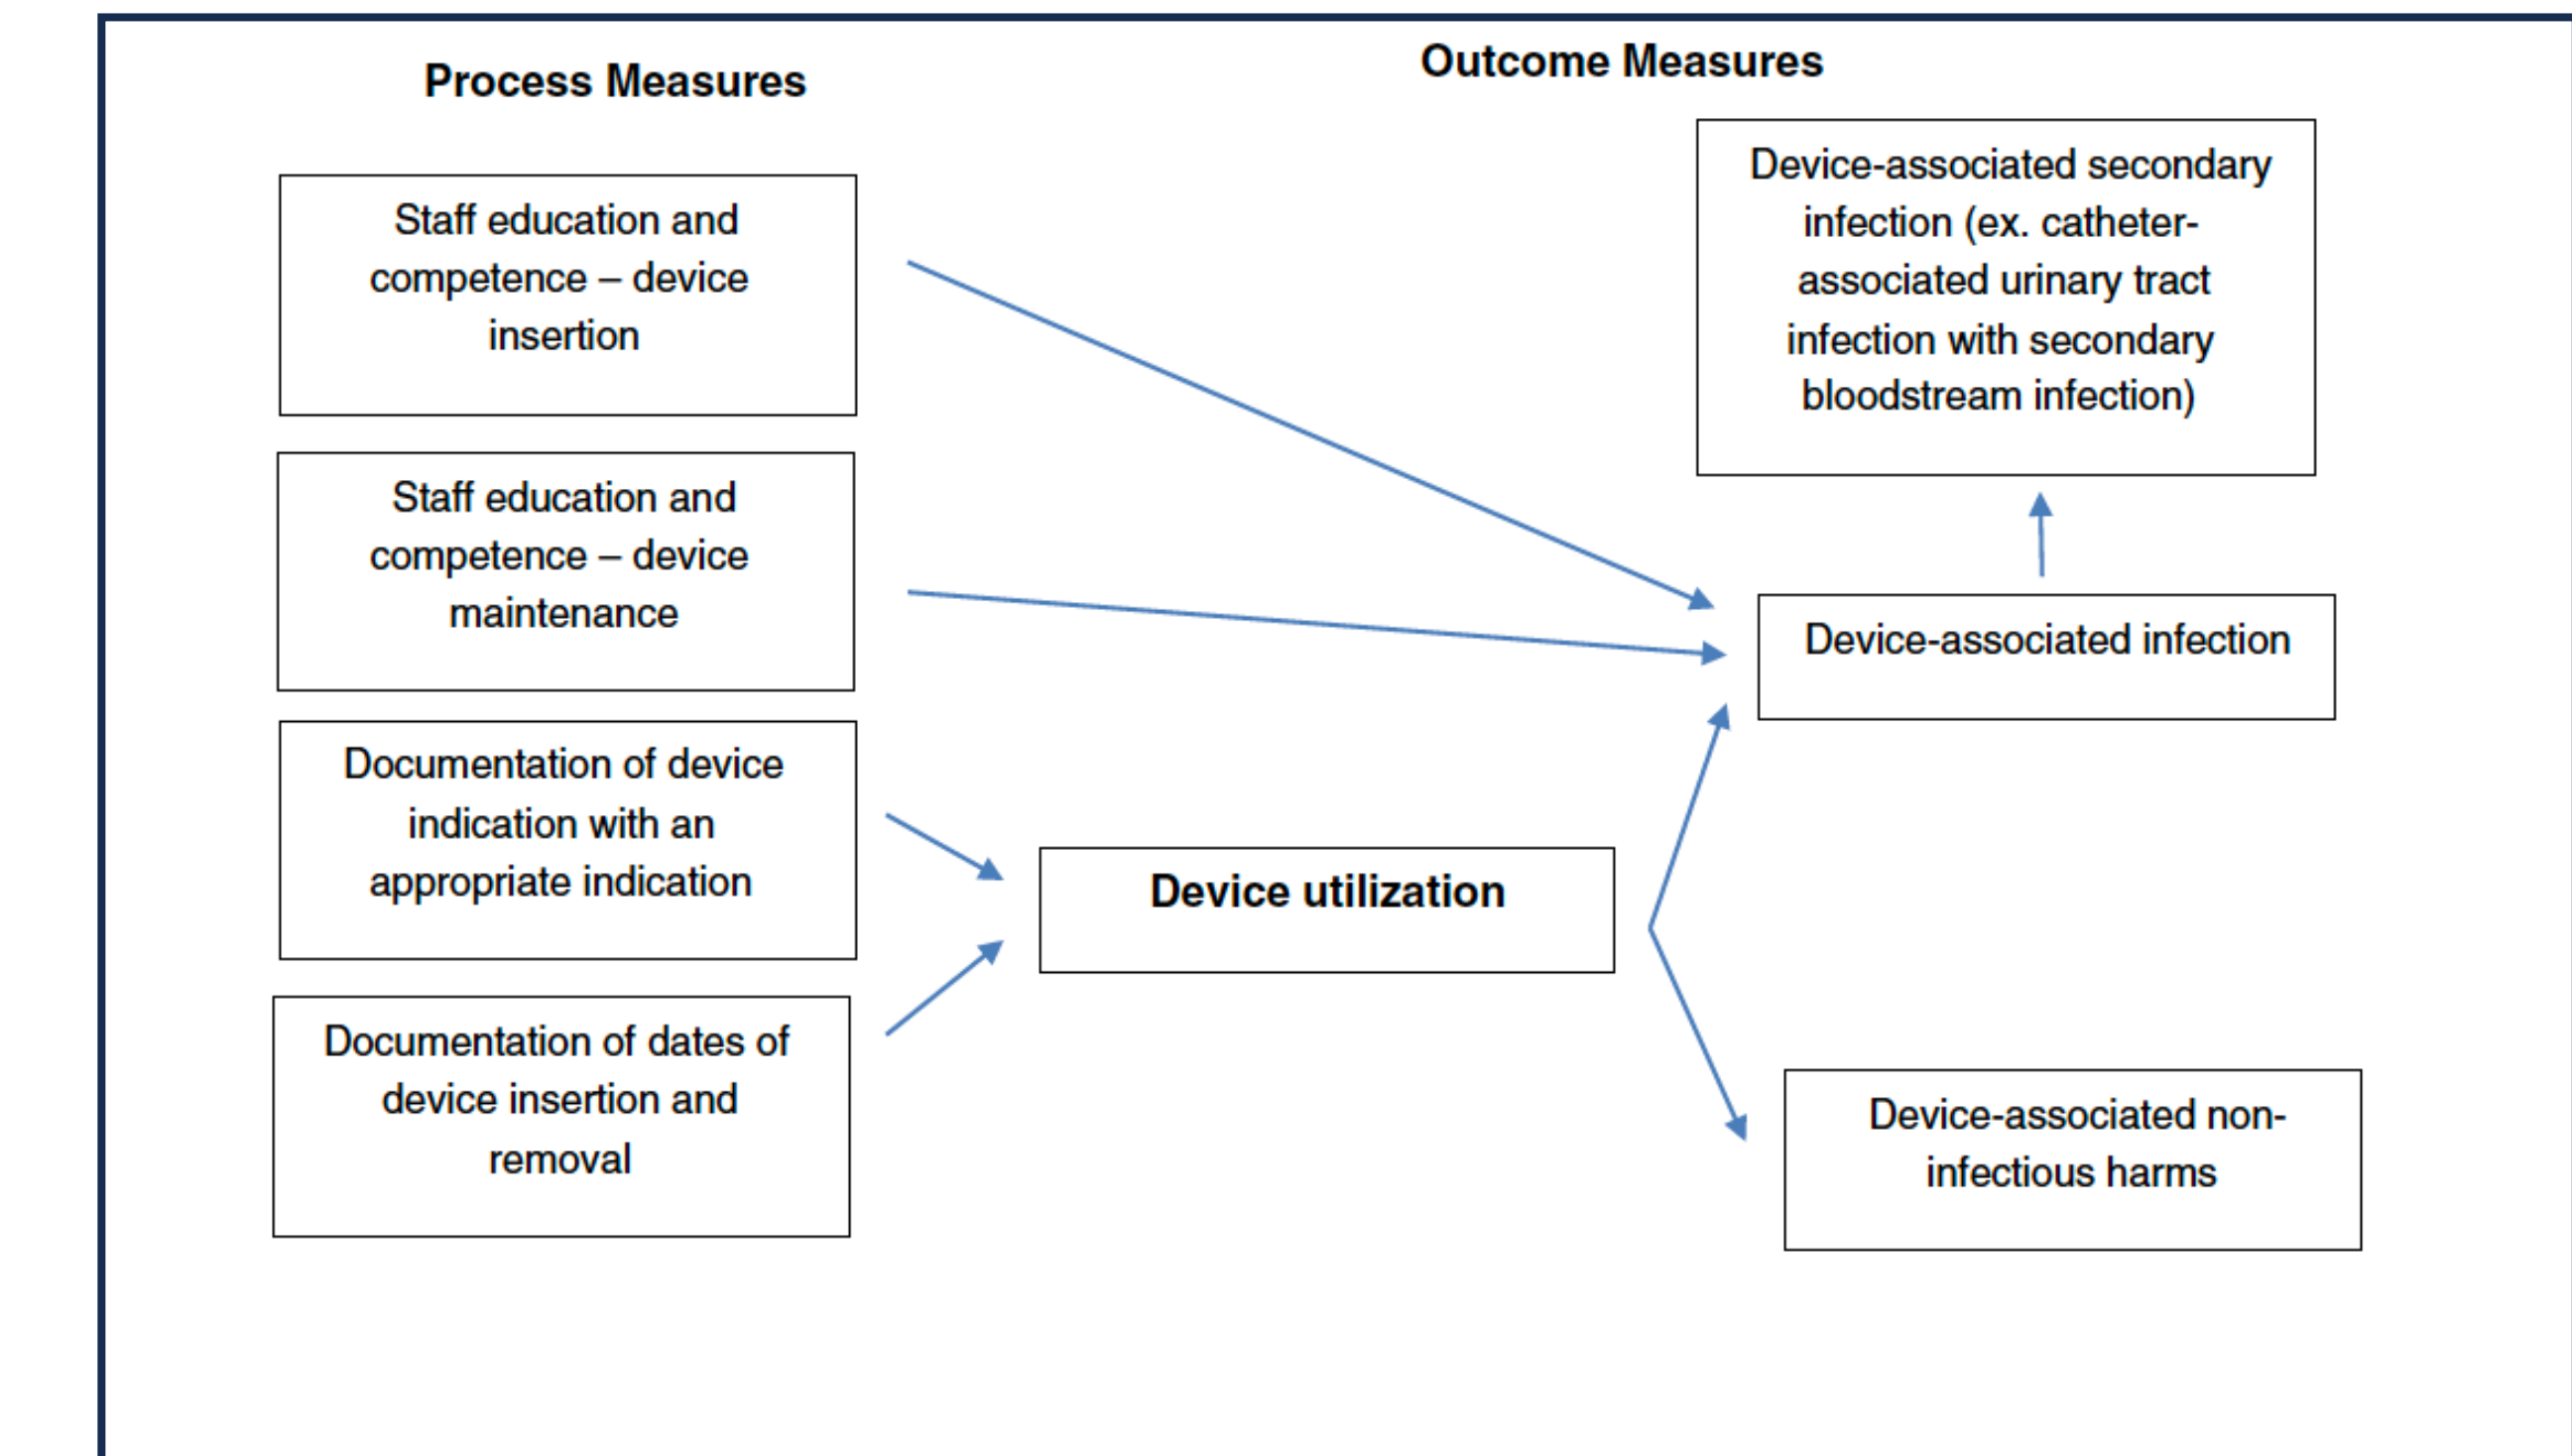 Process Measures
Outcome Measures
Staff education and
competence – device
insertion
Staff education and
competence – device
maintenance
Documentation of device
indication with an
appropriate indication
Documentation of dates of
device insertion and
removal
Device utilization
Device-associated secondary
infection (ex. catheter-
associated urinary tract
infection with secondary
bloodstream infection)
Device-associated infection
Device-associated non-
infectious harms